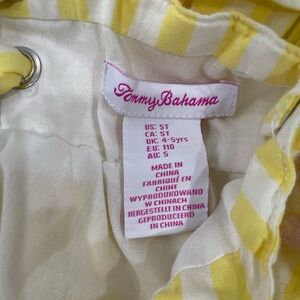 Tommy Bahama
US: 5T
CA: 5T
UK: 4-5yrs
EU: 110
AU: 5
MADE IN
CHINA
FABRIQUÉ EN
CHINE
WYPRODUKOWANO
W CHINACH
HERGESTELLT IN CHINA
GEPRODUCEERD
IN CHINA